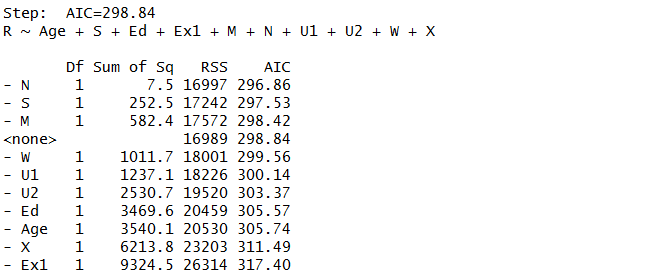 Step:  AIC=298.84
R ~ Age + S + Ed + Ex1 + M + N + U1 + U2 + W + X
       Df Sum of Sq   RSS    AIC
- N     1       7.5 16997 296.86
- S     1     252.5 17242 297.53
- M     1     582.4 17572 298.42
<none>              16989 298.84
- W     1    1011.7 18001 299.56
- U1    1    1237.1 18226 300.14
- U2    1    2530.7 19520 303.37
- Ed    1    3469.6 20459 305.57
- Age   1    3540.1 20530 305.74
- X     1    6213.8 23203 311.49
- Ex1   1    9324.5 26314 317.40